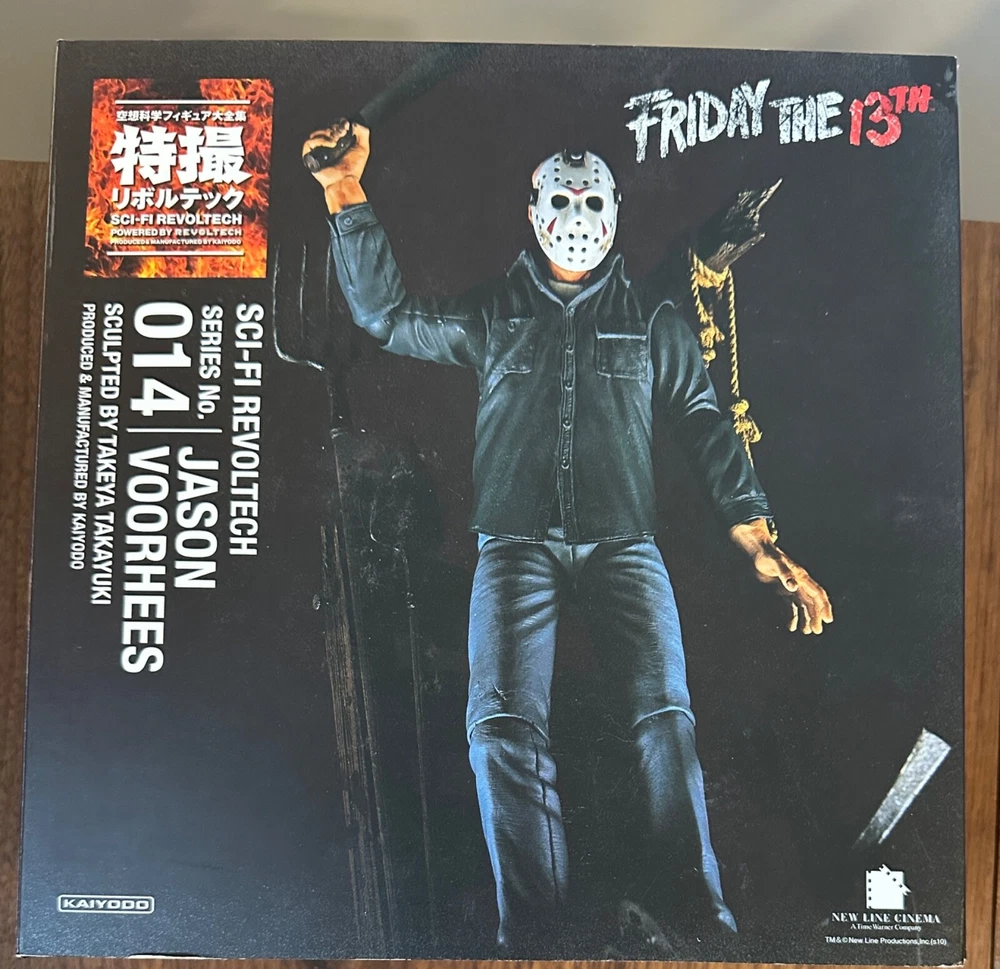 空想科学フィギュア大全集
特撮
リボルテック
SCI-FI REVOLTECH
POWERED BY REVOLTECH
PRODUCED & MANUFACTURED BY KAIYODO
FRIDAY THE 13TH
SCI-FI REVOLTECH
SERIES No. JASON
014 VOORHEES
SCULPTED BY TAKEYA TAKAYUKI
PRODUCED & MANUFACTURED BY KAIYODO
KAIYODO
NEW LINE CINEMA
A Time Warner Company
TM & © New Line Productions, Inc. (s10)